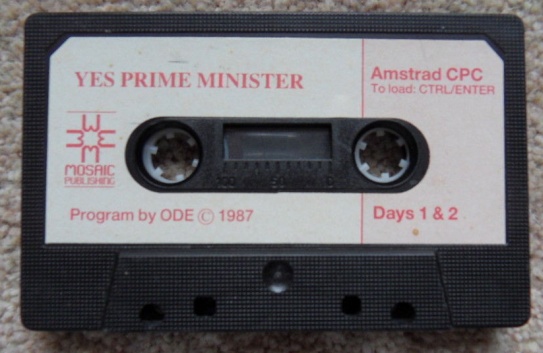 YES PRIME MINISTER
Amstrad CPC
To load: CTRL/ENTER
MOSAIC
PUBLISHING
Program by ODE © 1987
Days 1 & 2